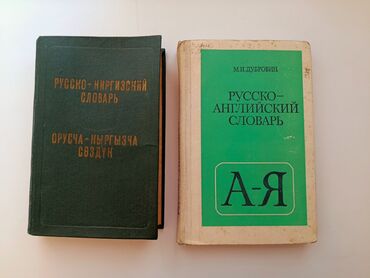 РУССКО-КИРГИЗСКИЙ
СЛОВАРЬ
ОРУСЧА-КЫРГЫЗЧА
СӨЗДҮК
М.И.ДУБРОВИН
РУССКО-
АНГЛИЙСКИЙ
СЛОВАРЬ
А-Я